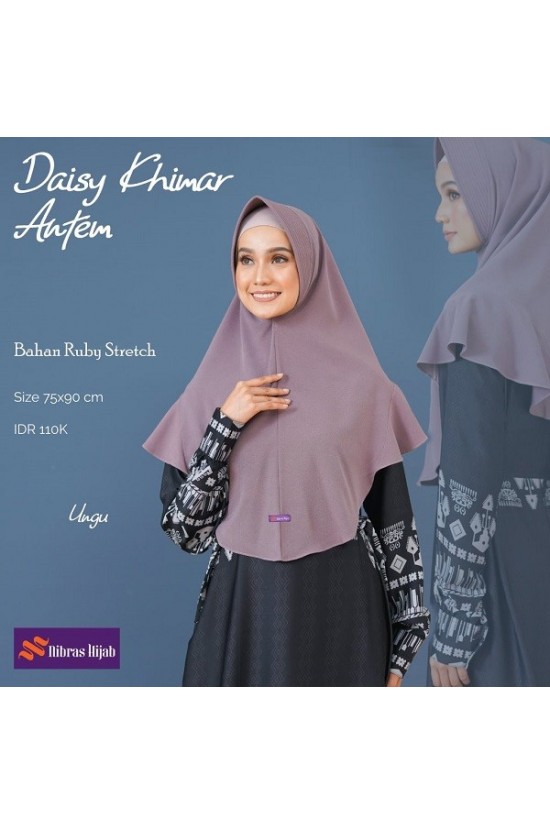 Daisy Khimar
Antem
Bahan Ruby Stretch
Size 75x90 cm
IDR 110K
Ungu
Nibras Hijab